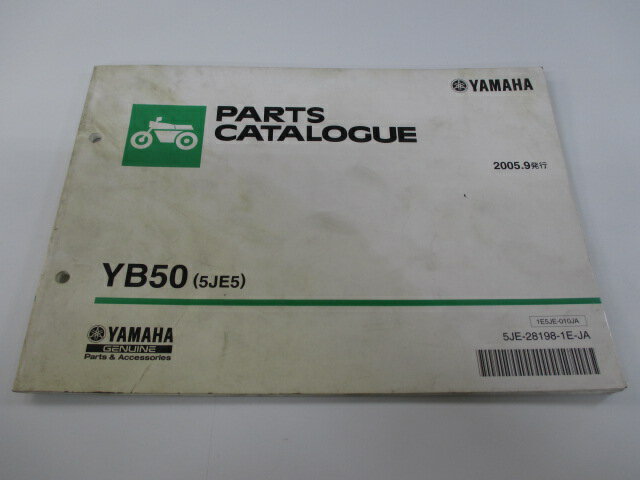 YAMAHA
PARTS
CATALOGUE
2005.9発行
YB50 (5JE5)
YAMAHA
GENUINE
Parts & Accessories
1E5JE-010JA
5JE-28198-1E-JA